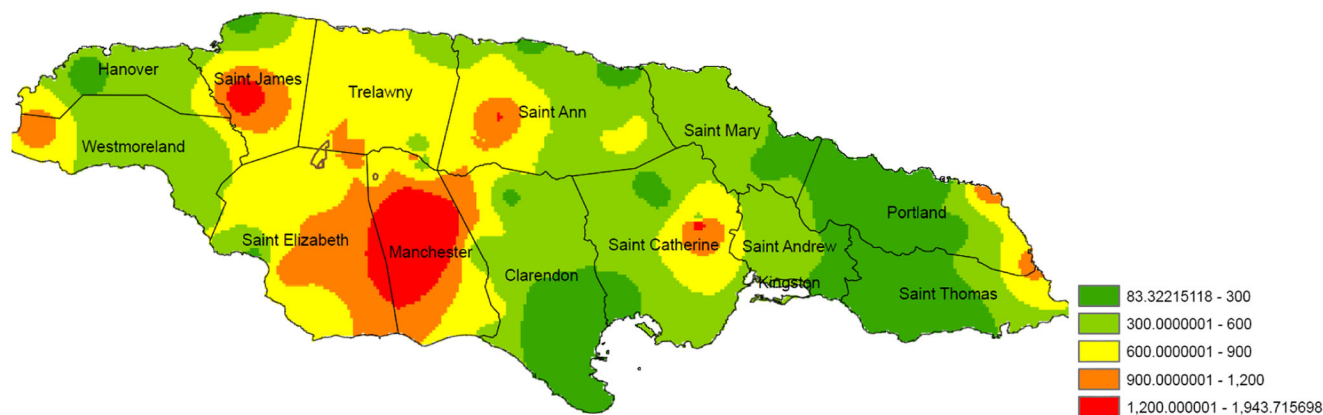 Hanover
Saint James
Trelawny
Saint Ann
Saint Mary
Westmoreland
Portland
Saint Elizabeth
Manchester
Saint Catherine
Saint Andrew
Clarendon
Kingston
Saint Thomas
83.32215118 - 300
300.0000001 - 600
600.0000001 - 900
900.0000001 - 1,200
1,200.000001 - 1,943.715698